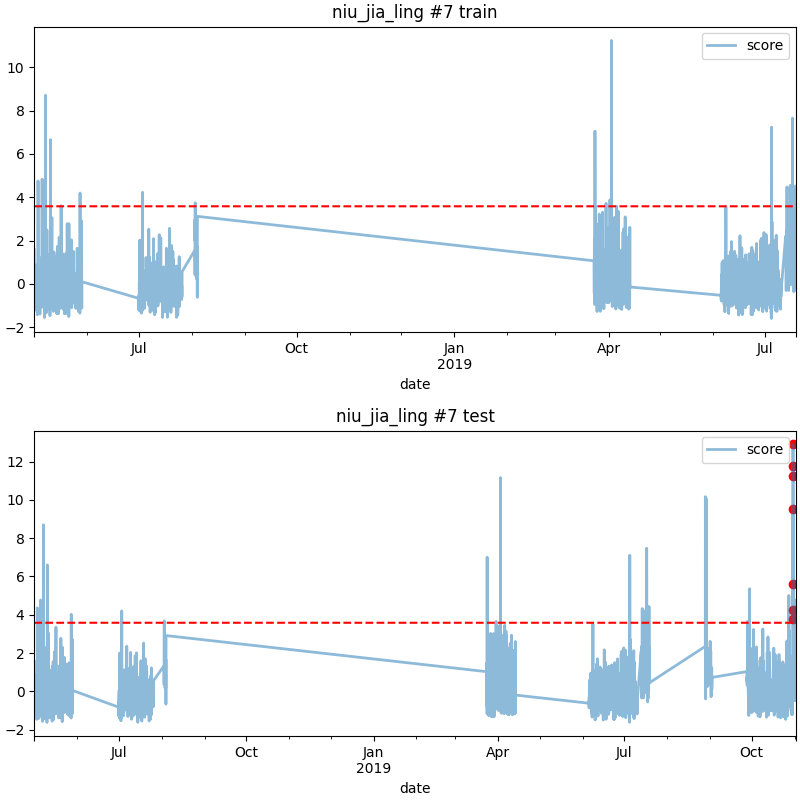 niu_jia_ling #7 train
score
10
8
6
4
2
0
−2
Jul
Oct
Jan
2019
Apr
Jul
date
niu_jia_ling #7 test
score
12
10
8
6
4
2
0
−2
Jul
Oct
Jan
2019
Apr
Jul
Oct
date